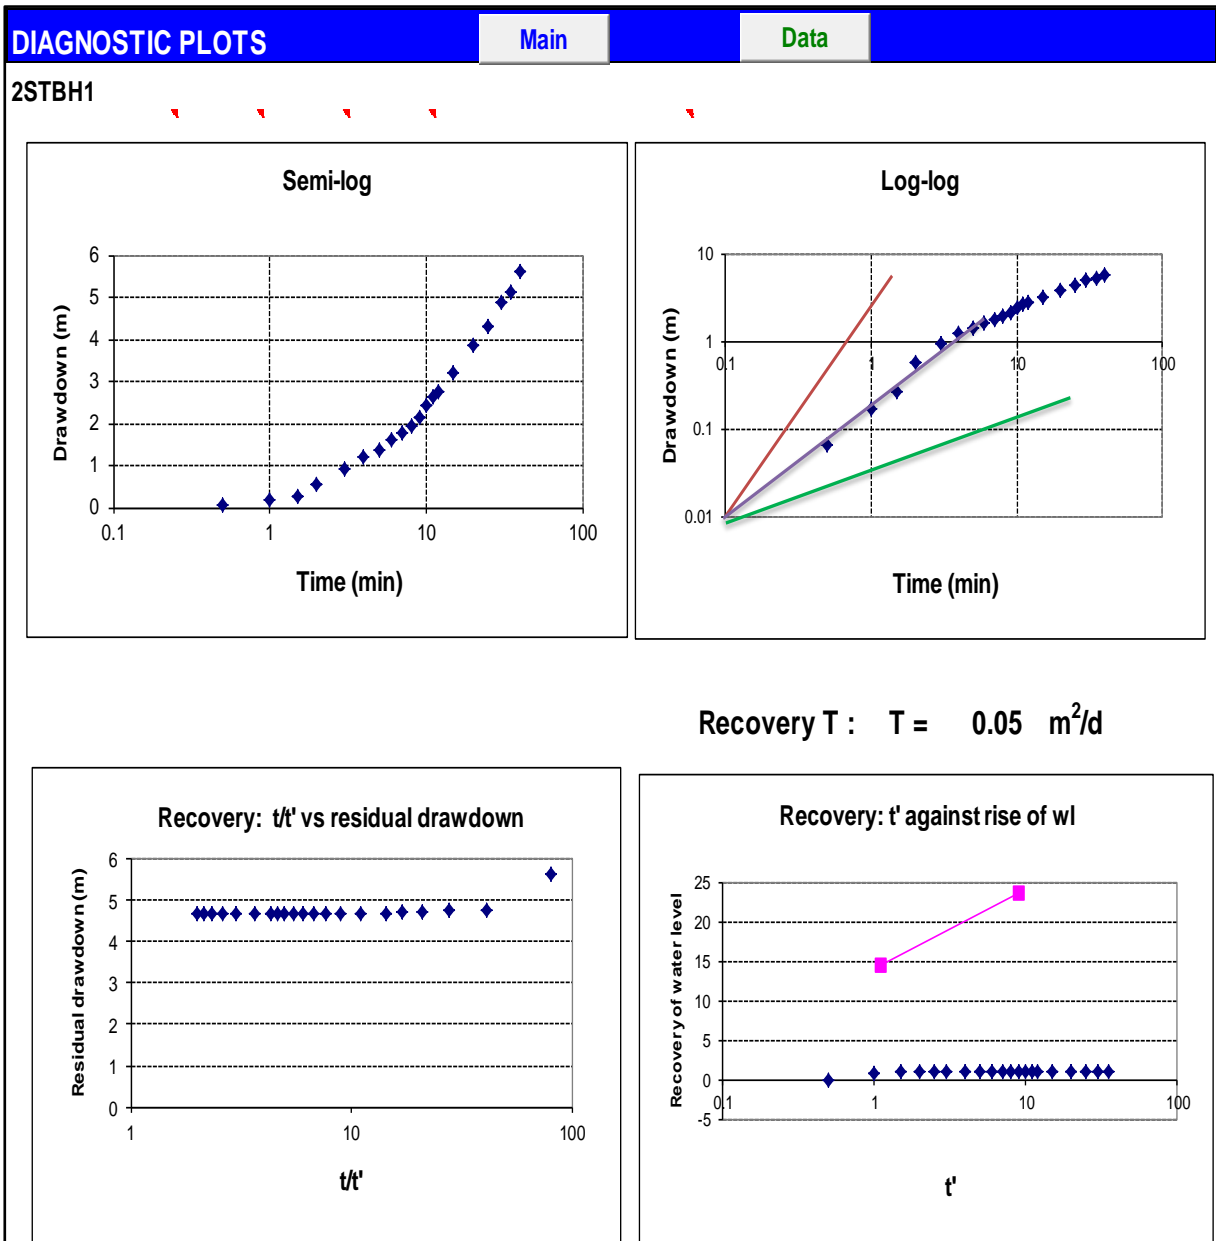 DIAGNOSTIC PLOTS Main Data
2STBH1
Semi-log
6
5
4
3
2
1
0
0.1 1 10 100
Drawdown (m)
Time (min)
Log-log
10
1
0.1
0.01
0.1 1 10 100
Drawdown (m)
Time (min)
Recovery T : T = 0.05 m²/d
Recovery: t/t' vs residual drawdown
6
5
4
3
2
1
0
1 10 100
Residual drawdown (m)
t/t'
Recovery: t' against rise of wl
25
20
15
10
5
0
-5
0.1 1 10 100
Recovery of water level
t'